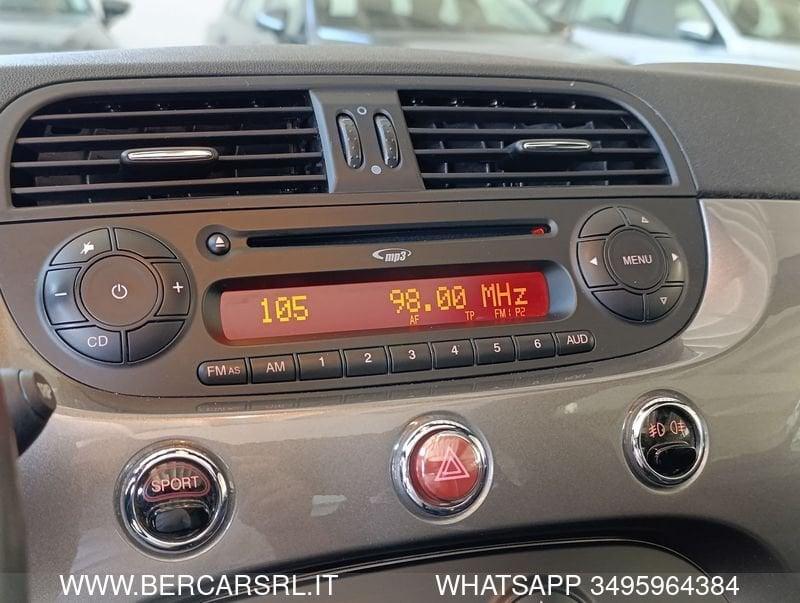 mp3
MENU
105 98.00 MHz
AF TP FM1 P2
− +
CD
FM AS AM 1 2 3 4 5 6 AUD
SPORT
WWW.BERCARSRL.IT WHATSAPP 3495964384